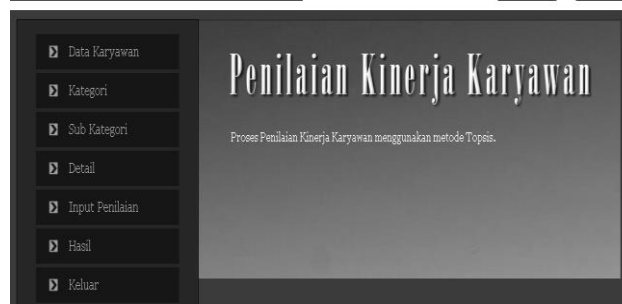 Data Karyawan
Kategori
Sub Kategori
Detail
Input Penilaian
Hasil
Keluar
Penilaian Kinerja Karyawan
Proses Penilaian Kinerja Karyawan menggunakan metode Topsis.